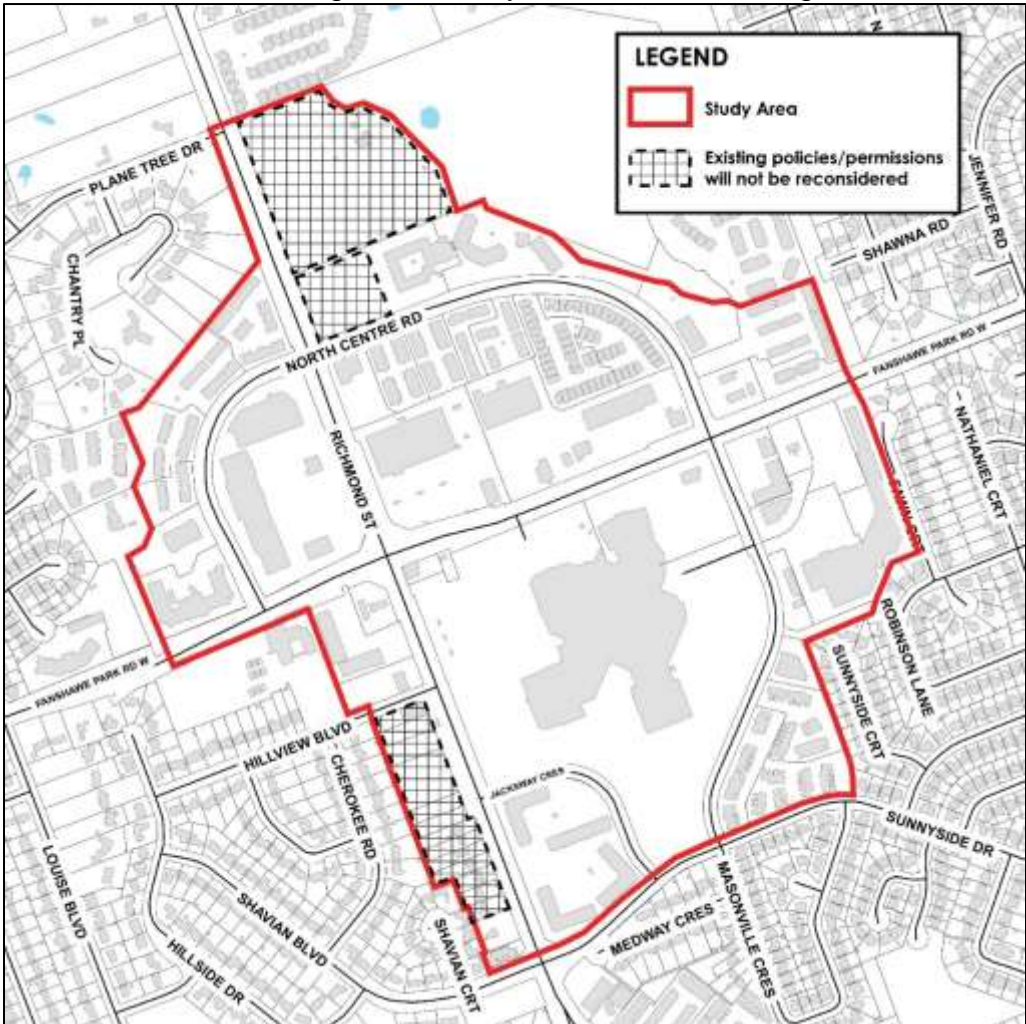 LEGEND
Study Area
Existing policies/permissions
will not be reconsidered
PLANE TREE DR
CHANTRY PL
JENNIFER RD
SHAWNA RD
NORTH CENTRE RD
FANSHAWE PARK RD W
RICHMOND ST
NATHANIEL CRT
FAWN CRT
ROBINSON LANE
SUNNYSIDE CRT
FANSHAWE PARK RD W
HILLVIEW BLVD
CHEROKEE RD
JACKSWAY CRES
SUNNYSIDE DR
LOUISE BLVD
SHAVIAN BLVD
HILLSIDE DR
SHAVIAN CRT
MEDWAY CRES
MASONVILLE CRES